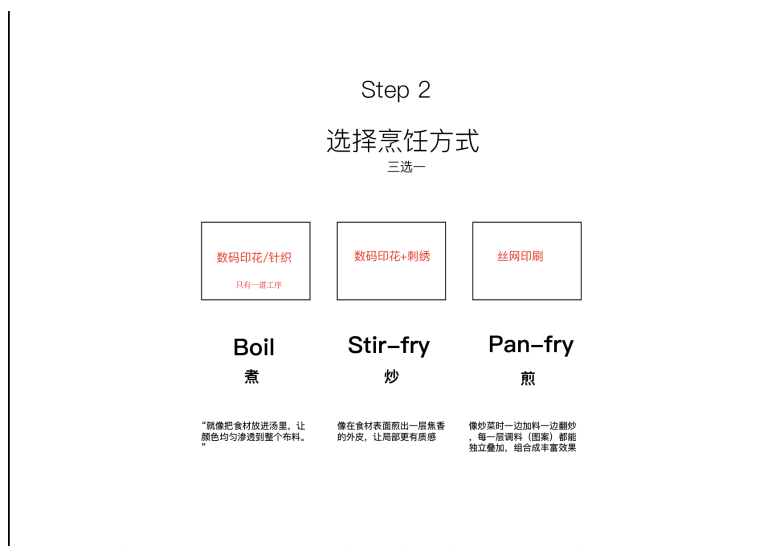 Step 2
选择烹饪方式
三选一
数码印花/针织
只有一道工序
数码印花+刺绣
丝网印刷
Boil
煮
Stir–fry
炒
Pan–fry
煎
“就像把食材放进汤里，让
颜色均匀渗透到整个布料。
”
像在食材表面煎出一层焦香
的外皮，让局部更有质感
像炒菜时一边加料一边翻炒
，每一层调料（图案）都能
独立叠加，组合成丰富效果